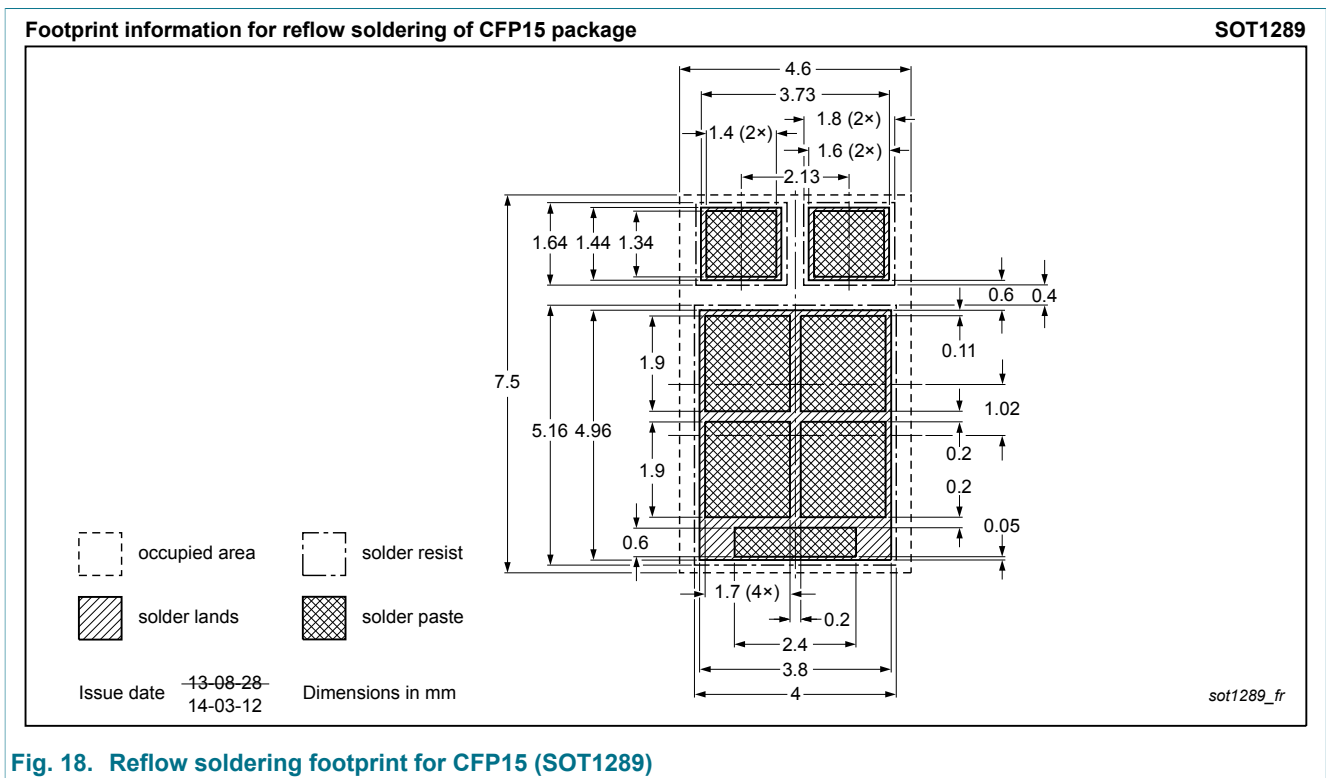 Footprint information for reflow soldering of CFP15 package SOT1289
4.6
3.73
1.8 (2×)
1.4 (2×)
1.6 (2×)
2.13
1.64 1.44 1.34
0.6 0.4
0.11
1.9
7.5
1.02
5.16 4.96
0.2
1.9
0.2
0.05
0.6
occupied area solder resist
1.7 (4×)
solder lands solder paste
0.2
2.4
3.8
4
Issue date 13-08-28
14-03-12
Dimensions in mm
sot1289_fr
Fig. 18. Reflow soldering footprint for CFP15 (SOT1289)